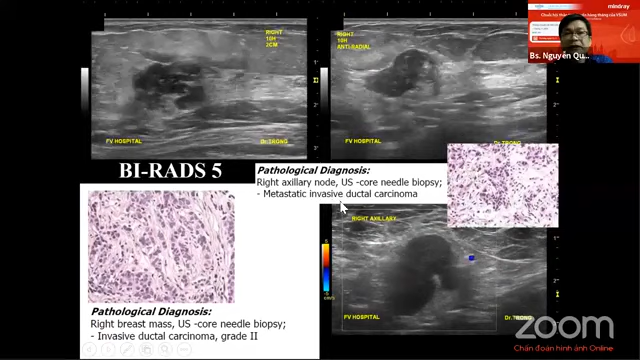 mindray
Bs. Nguyễn Qu...
RIGHT
10H
3CM
RIGHT
10H
ANTI-RADIAL
FV HOSPITAL
Dr.TRONG
FV HOSPITAL
Dr.TRONG
BI-RADS 5
Pathological Diagnosis:
Right axillary node, US -core needle biopsy;
- Metastatic invasive ductal carcinoma
RIGHT AXILLARY
cm/s
FV HOSPITAL
Dr.TRONG
Pathological Diagnosis:
Right breast mass, US -core needle biopsy;
- Invasive ductal carcinoma, grade II
zoom
Chẩn đoán hình ảnh Online